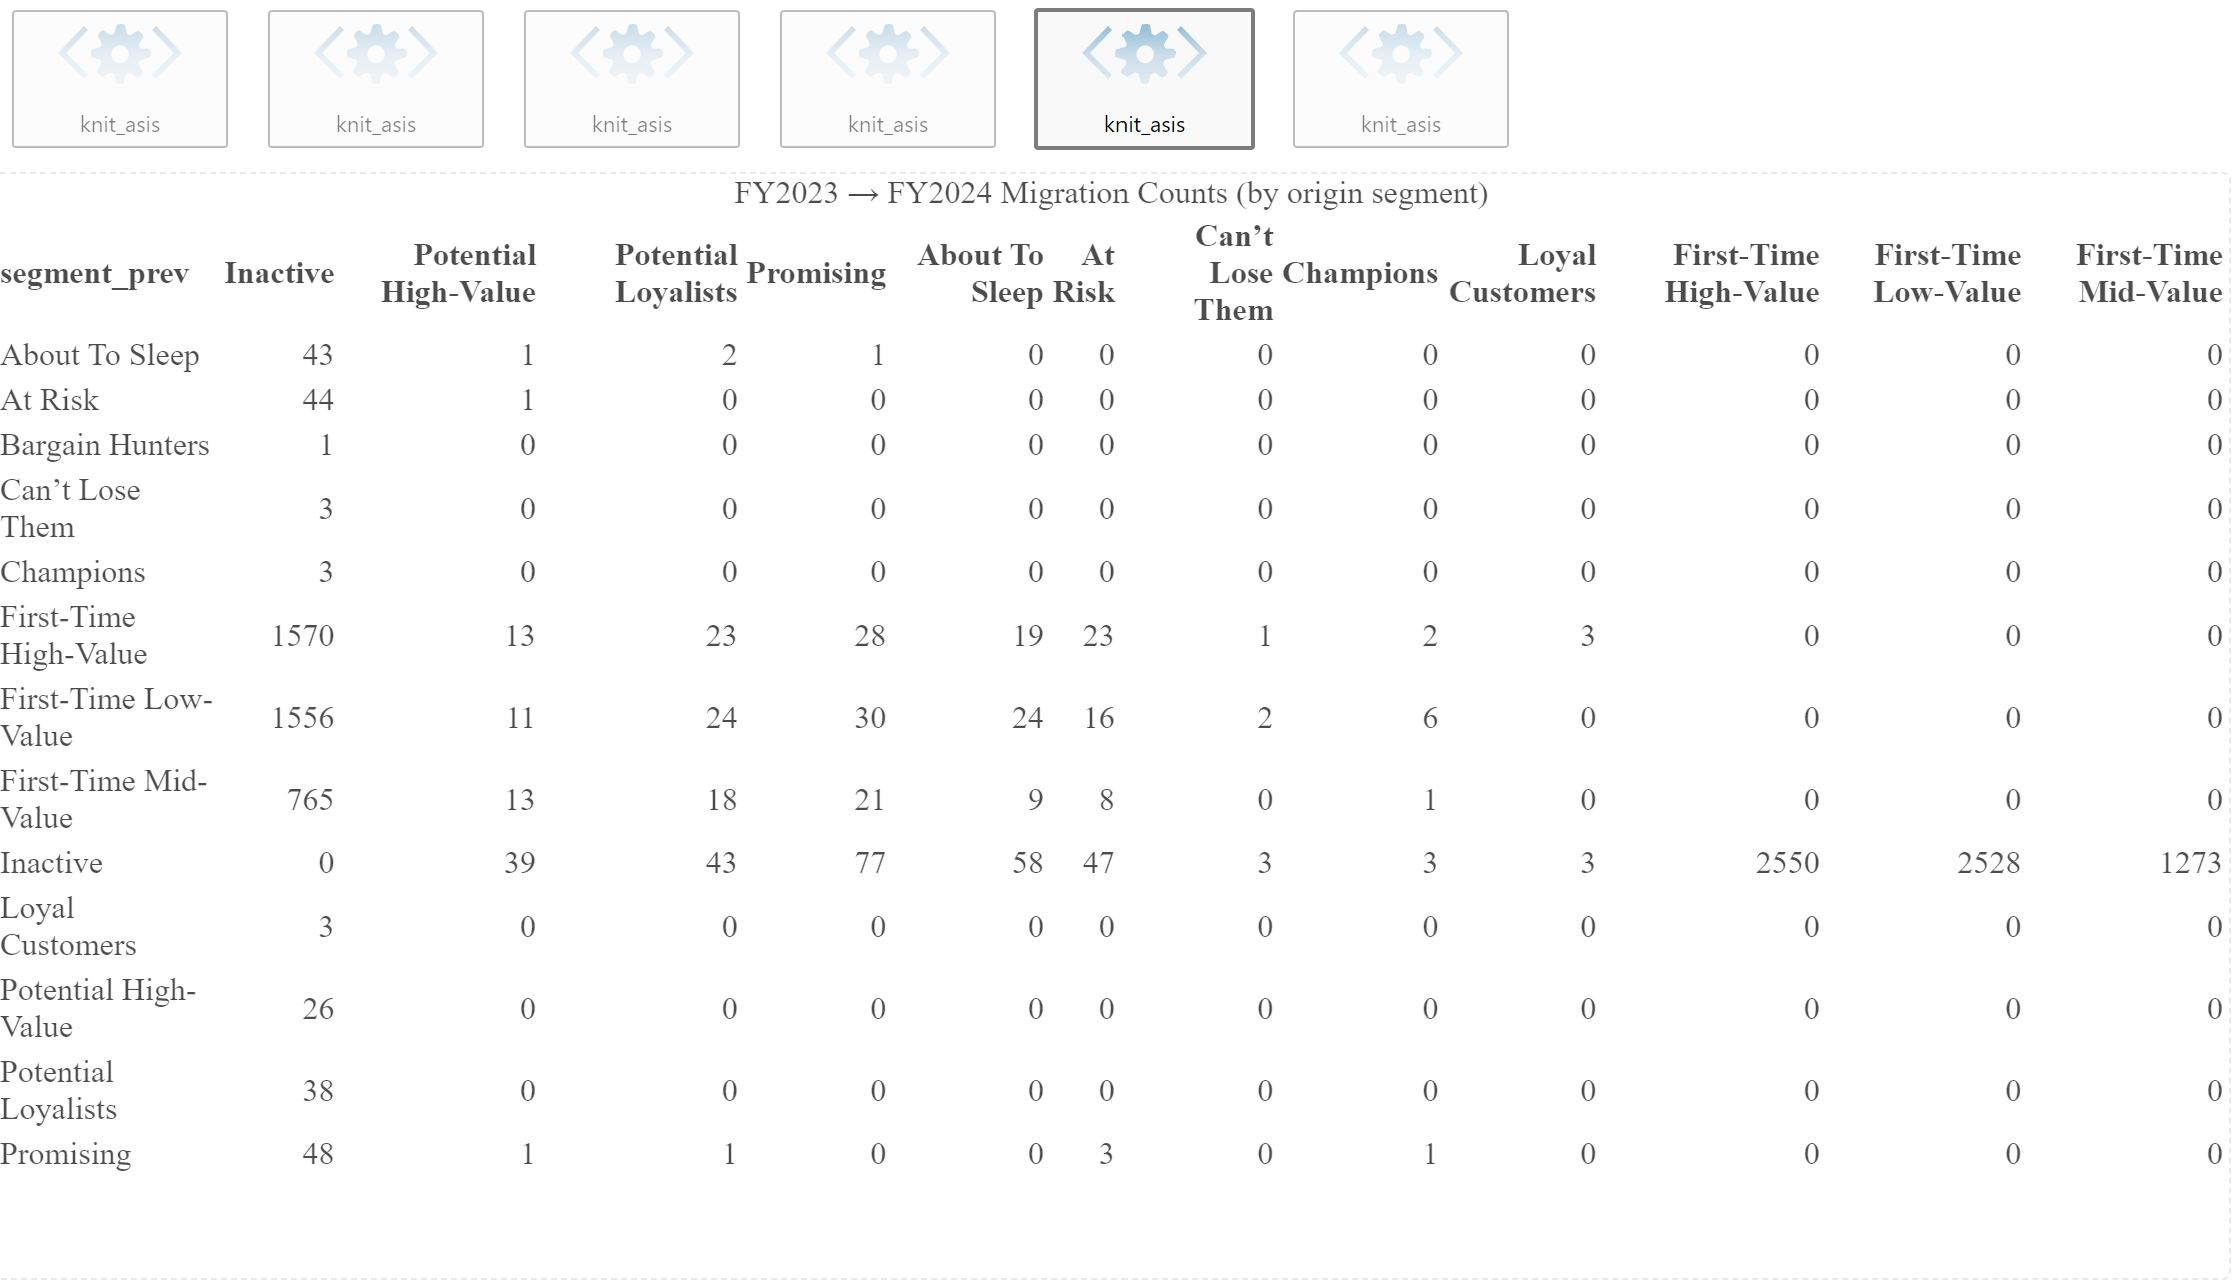 knit_asis knit_asis knit_asis knit_asis knit_asis knit_asis
FY2023 → FY2024 Migration Counts (by origin segment)
segment_prev Inactive Potential High-Value Potential Loyalists Promising About To Sleep At Risk Can’t Lose Them Champions Loyal Customers First-Time High-Value First-Time Low-Value First-Time Mid-Value
About To Sleep 43 1 2 1 0 0 0 0 0 0 0 0
At Risk 44 1 0 0 0 0 0 0 0 0 0 0
Bargain Hunters 1 0 0 0 0 0 0 0 0 0 0 0
Can’t Lose Them 3 0 0 0 0 0 0 0 0 0 0 0
Champions 3 0 0 0 0 0 0 0 0 0 0 0
First-Time High-Value 1570 13 23 28 19 23 1 2 3 0 0 0
First-Time Low-Value 1556 11 24 30 24 16 2 6 0 0 0 0
First-Time Mid-Value 765 13 18 21 9 8 0 1 0 0 0 0
Inactive 0 39 43 77 58 47 3 3 3 2550 2528 1273
Loyal Customers 3 0 0 0 0 0 0 0 0 0 0 0
Potential High-Value 26 0 0 0 0 0 0 0 0 0 0 0
Potential Loyalists 38 0 0 0 0 0 0 0 0 0 0 0
Promising 48 1 1 0 0 3 0 1 0 0 0 0